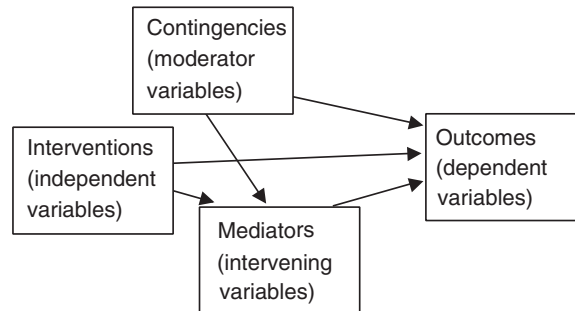 Contingencies
(moderator
variables)
Interventions
(independent
variables)
Outcomes
(dependent
variables)
Mediators
(intervening
variables)